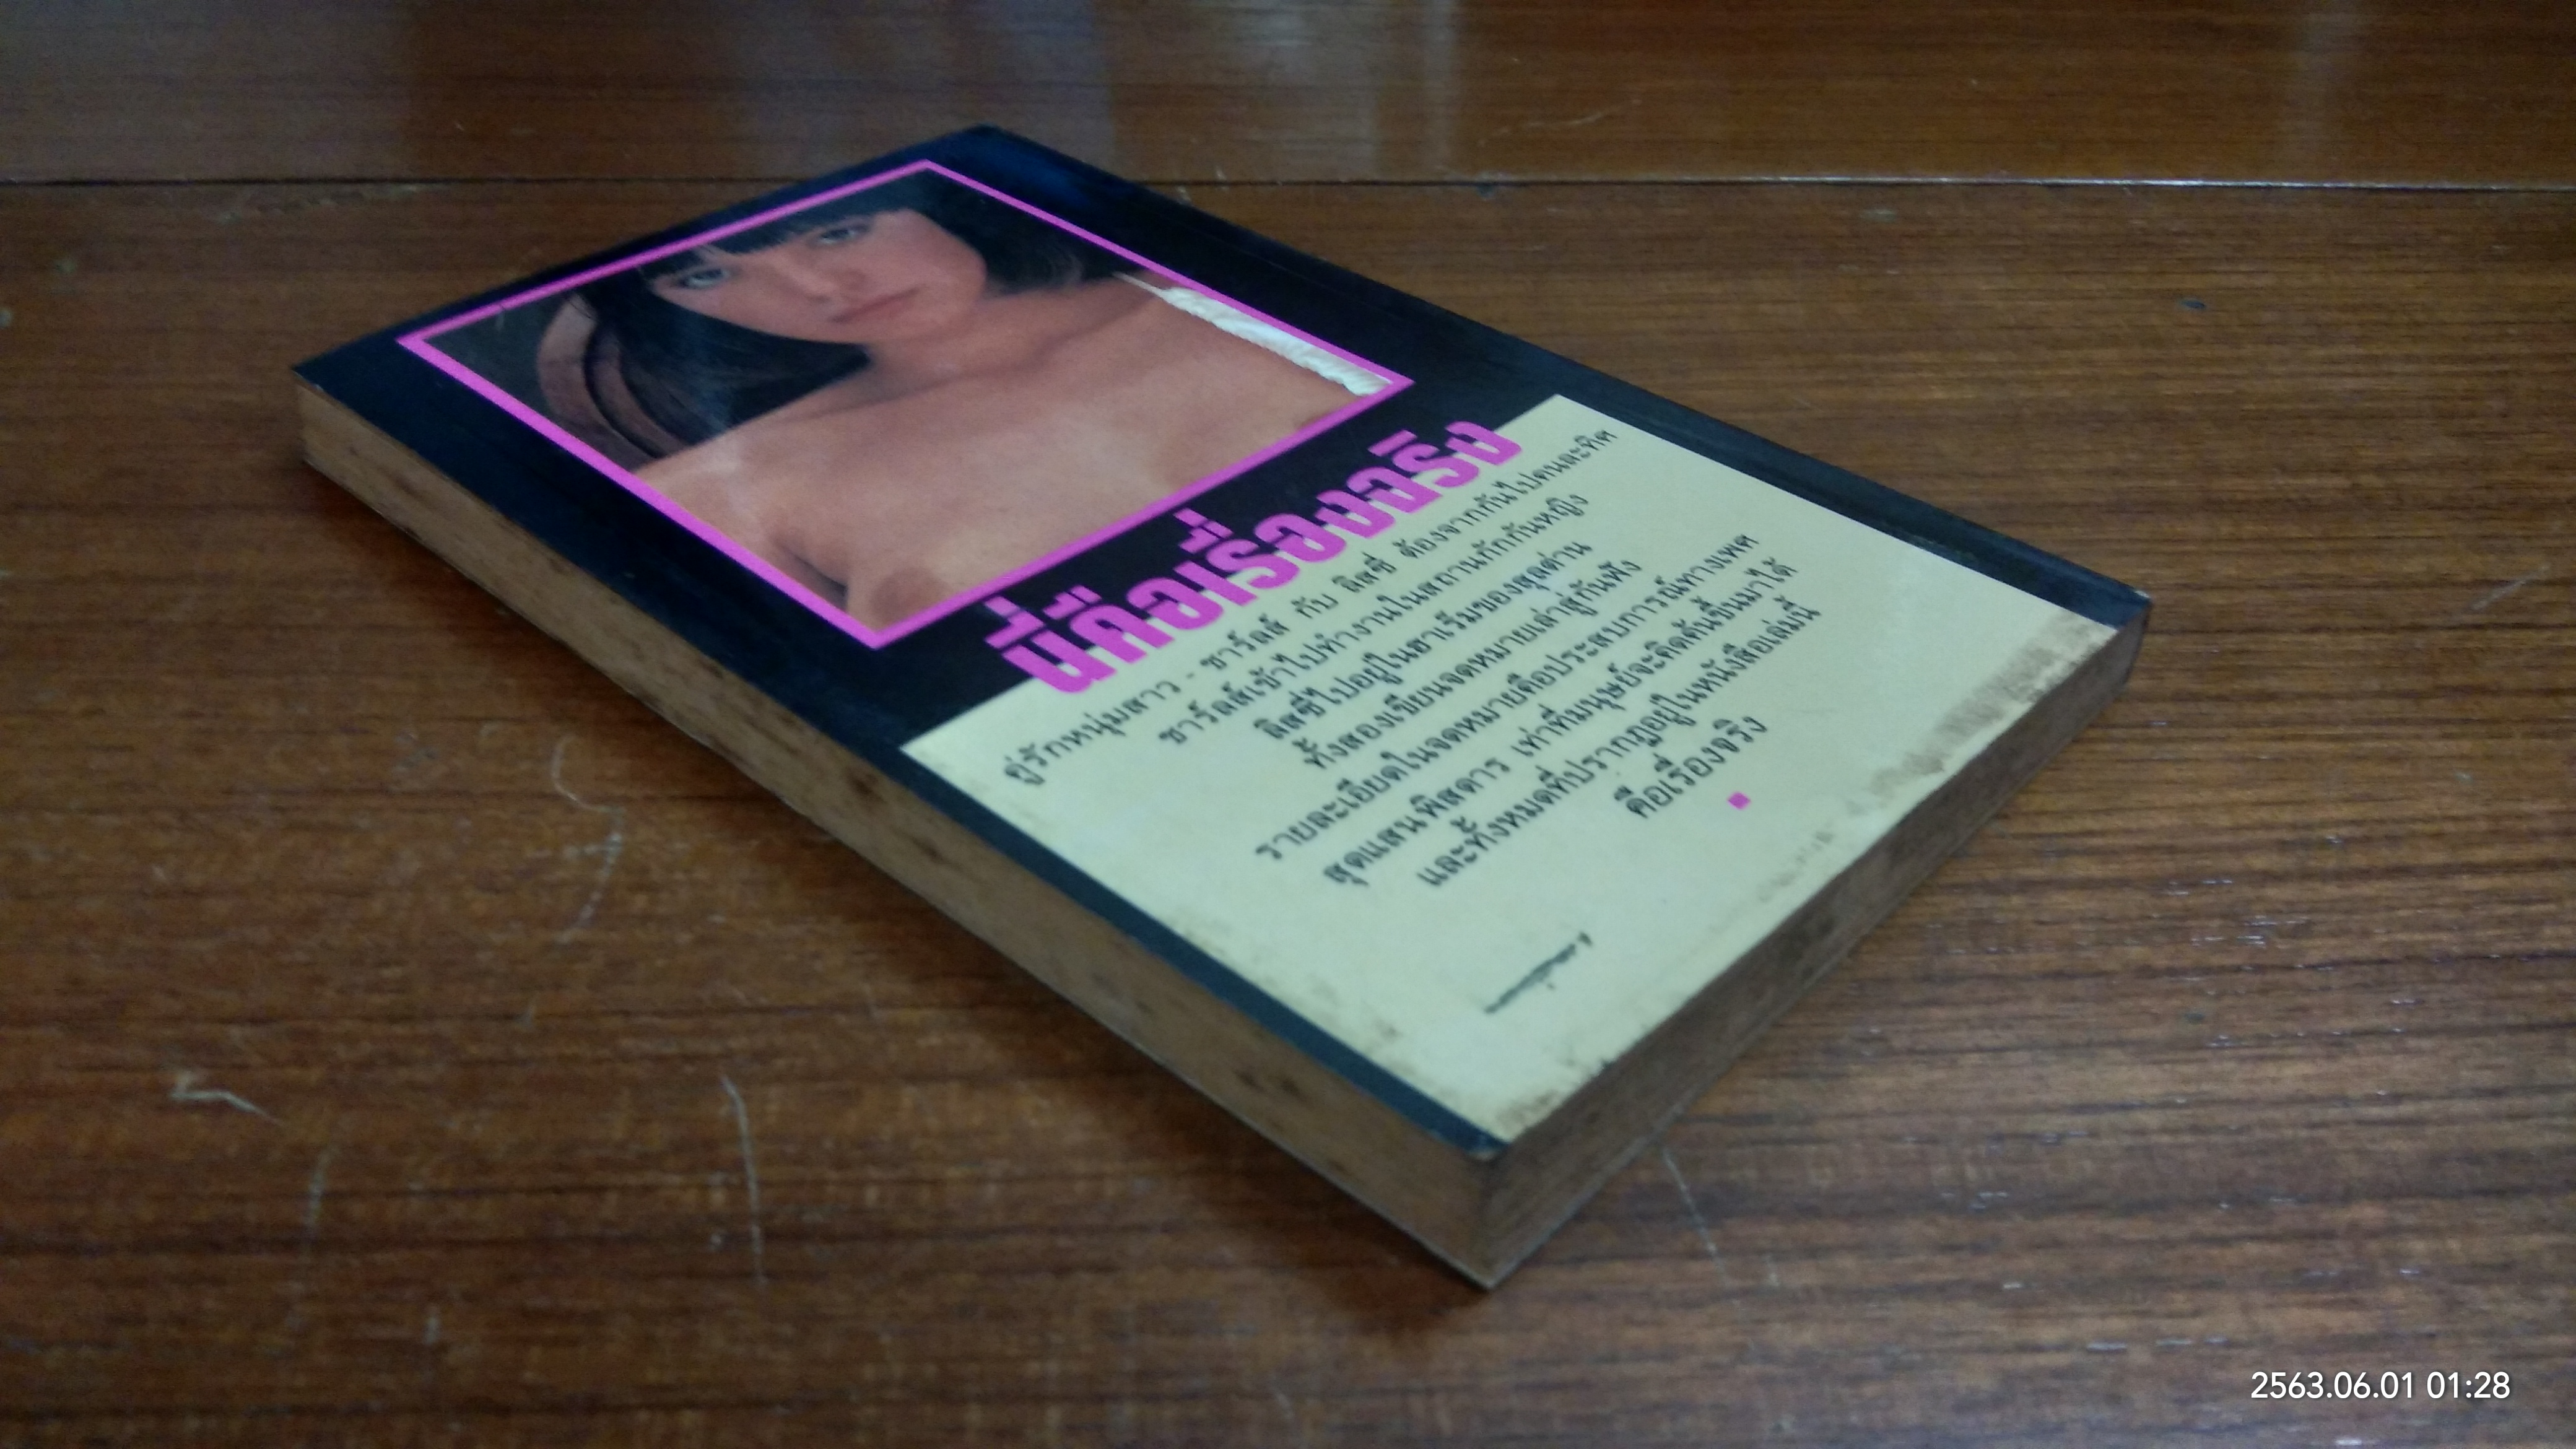 นี่คือเรื่องจริง
คู่รักหนุ่มสาว - ชาร์ลส์ กับ ลิสซี่ ต้องจากกันไปคนละทิศ
ชาร์ลส์เข้าไปทำงานในสถานกักกันหญิง
ลิสซี่ไปอยู่ในฮาเร็มของสุลต่าน
ทั้งสองเขียนจดหมายเล่าสู่กันฟัง
รายละเอียดในจดหมายคือประสบการณ์ทางเพศ
สุดแสนพิสดาร เท่าที่มนุษย์จะคิดค้นขึ้นมาได้
และทั้งหมดที่ปรากฏอยู่ในหนังสือเล่มนี้
คือเรื่องจริง
2563.06.01 01:28